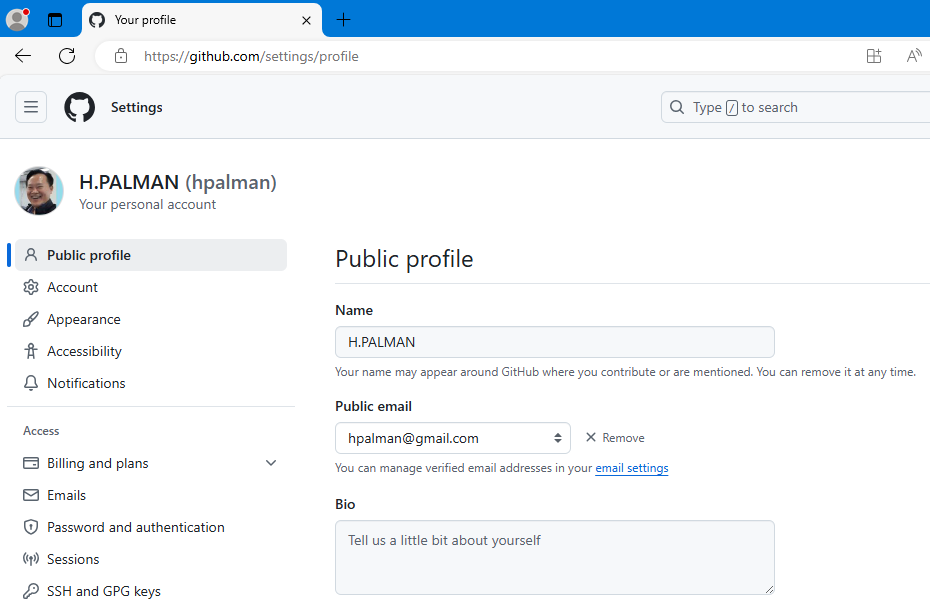 Your profile
https://github.com/settings/profile
Settings
Type / to search
H.PALMAN (hpalman)
Your personal account
Public profile
Account
Appearance
Accessibility
Notifications
Access
Billing and plans
Emails
Password and authentication
Sessions
SSH and GPG keys
Public profile
Name
H.PALMAN
Your name may appear around GitHub where you contribute or are mentioned. You can remove it at any time.
Public email
hpalman@gmail.com
Remove
You can manage verified email addresses in your email settings
Bio
Tell us a little bit about yourself